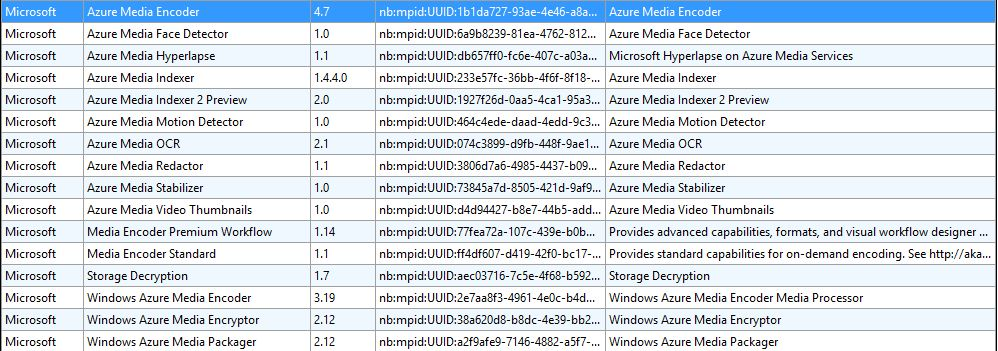 Microsoft Azure Media Encoder 4.7 nb:mpid:UUID:1b1da727-93ae-4e46-a8a... Azure Media Encoder
Microsoft Azure Media Face Detector 1.0 nb:mpid:UUID:6a9b8239-81ea-4762-812... Azure Media Face Detector
Microsoft Azure Media Hyperlapse 1.1 nb:mpid:UUID:db657ff0-fc6e-407c-a03a... Microsoft Hyperlapse on Azure Media Services
Microsoft Azure Media Indexer 1.4.4.0 nb:mpid:UUID:233e57fc-36bb-4f6f-8f18-... Azure Media Indexer
Microsoft Azure Media Indexer 2 Preview 2.0 nb:mpid:UUID:1927f26d-0aa5-4ca1-95a3... Azure Media Indexer 2 Preview
Microsoft Azure Media Motion Detector 1.0 nb:mpid:UUID:464c4ede-daad-4edd-9c3... Azure Media Motion Detector
Microsoft Azure Media OCR 2.1 nb:mpid:UUID:074c3899-d9fb-448f-9ae1... Azure Media OCR
Microsoft Azure Media Redactor 1.1 nb:mpid:UUID:3806d7a6-4985-4437-b09... Azure Media Redactor
Microsoft Azure Media Stabilizer 1.0 nb:mpid:UUID:73845a7d-8505-421d-9af9... Azure Media Stabilizer
Microsoft Azure Media Video Thumbnails 1.0 nb:mpid:UUID:d4d94427-b8e7-44b5-add... Azure Media Video Thumbnails
Microsoft Media Encoder Premium Workflow 1.14 nb:mpid:UUID:77fea72a-107c-439e-b0b... Provides advanced capabilities, formats, and visual workflow designer ...
Microsoft Media Encoder Standard 1.1 nb:mpid:UUID:ff4df607-d419-42f0-bc17-... Provides standard capabilities for on-demand encoding. See http://aka...
Microsoft Storage Decryption 1.7 nb:mpid:UUID:aec03716-7c5e-4f68-b592... Storage Decryption
Microsoft Windows Azure Media Encoder 3.19 nb:mpid:UUID:2e7aa8f3-4961-4e0c-b4d... Windows Azure Media Encoder Media Processor
Microsoft Windows Azure Media Encryptor 2.12 nb:mpid:UUID:38a620d8-b8dc-4e39-bb2... Windows Azure Media Encryptor
Microsoft Windows Azure Media Packager 2.12 nb:mpid:UUID:a2f9afe9-7146-4882-a5f7-... Windows Azure Media Packager